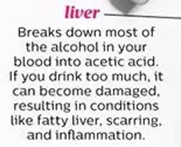 liver
Breaks down most of
the alcohol in your
blood into acetic acid.
If you drink too much, it
can become damaged,
resulting in conditions
like fatty liver, scarring,
and inflammation.